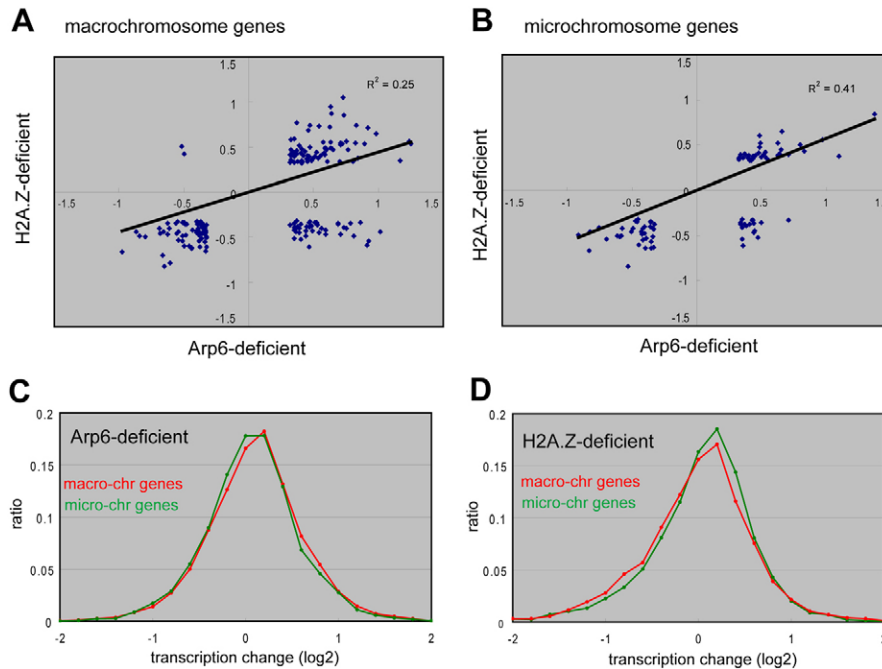 A
macrochromosome genes
H2A.Z-deficient
1.5
R² = 0.25
1
0.5
0
-1.5
-1
-0.5
0.5
1
1.5
-0.5
-1
-1.5
Arp6-deficient
B
microchromosome genes
H2A.Z-deficient
1.5
R² = 0.41
1
0.5
0
-1.5
-1
-0.5
0.5
1
1.5
-0.5
-1
-1.5
Arp6-deficient
C
0.2
Arp6-deficient
0.15
macro-chr genes
micro-chr genes
ratio
0.1
0.05
0
-2
-1
0
1
2
transcription change (log2)
D
0.2
H2A.Z-deficient
0.15
macro-chr genes
micro-chr genes
ratio
0.1
0.05
0
-2
-1
0
1
2
transcription change (log2)